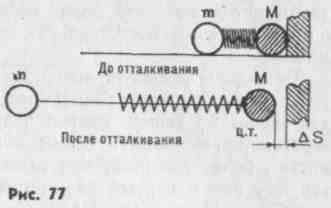 m M
До отталкивания
m M
После отталкивания ц.т. ΔS
Рис. 77